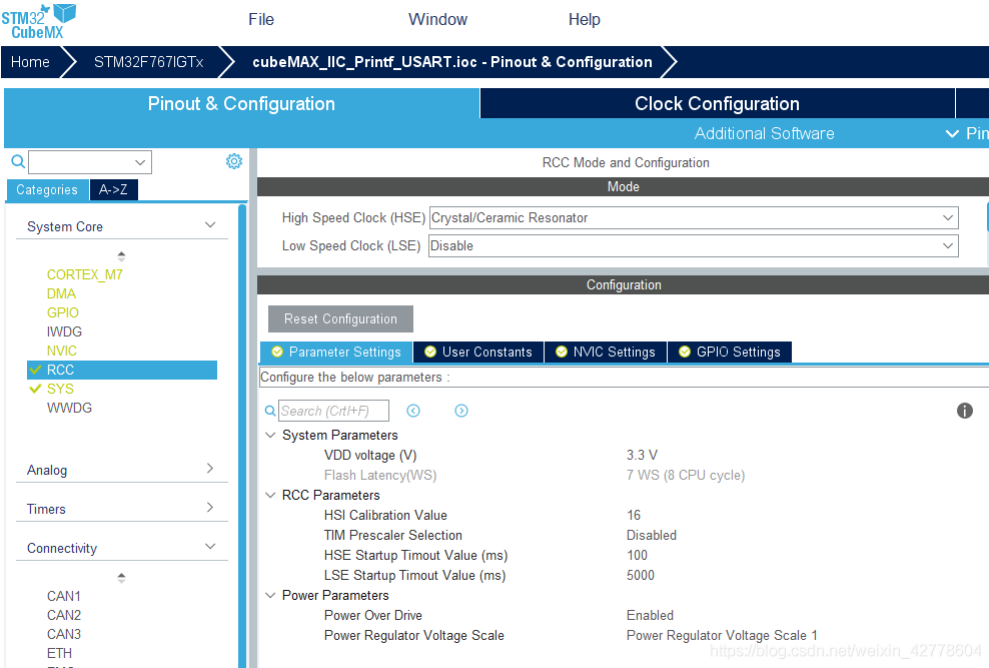 STM32
CubeMX
File Window Help
Home STM32F767IGTx cubeMAX_IIC_Printf_USART.ioc - Pinout & Configuration
Pinout & Configuration Clock Configuration
Additional Software Pin
RCC Mode and Configuration
Categories A->Z
Mode
System Core
High Speed Clock (HSE) Crystal/Ceramic Resonator
Low Speed Clock (LSE) Disable
CORTEX_M7
DMA
GPIO
IWDG
NVIC
RCC
SYS
WWDG
Analog
Timers
Connectivity
CAN1
CAN2
CAN3
ETH
Configuration
Reset Configuration
Parameter Settings User Constants NVIC Settings GPIO Settings
Configure the below parameters :
Search (CrtI+F)
System Parameters
VDD voltage (V) 3.3 V
Flash Latency(WS) 7 WS (8 CPU cycle)
RCC Parameters
HSI Calibration Value 16
TIM Prescaler Selection Disabled
HSE Startup Timout Value (ms) 100
LSE Startup Timout Value (ms) 5000
Power Parameters
Power Over Drive Enabled
Power Regulator Voltage Scale Power Regulator Voltage Scale 1
https://blog.csdn.net/weixin_42778604